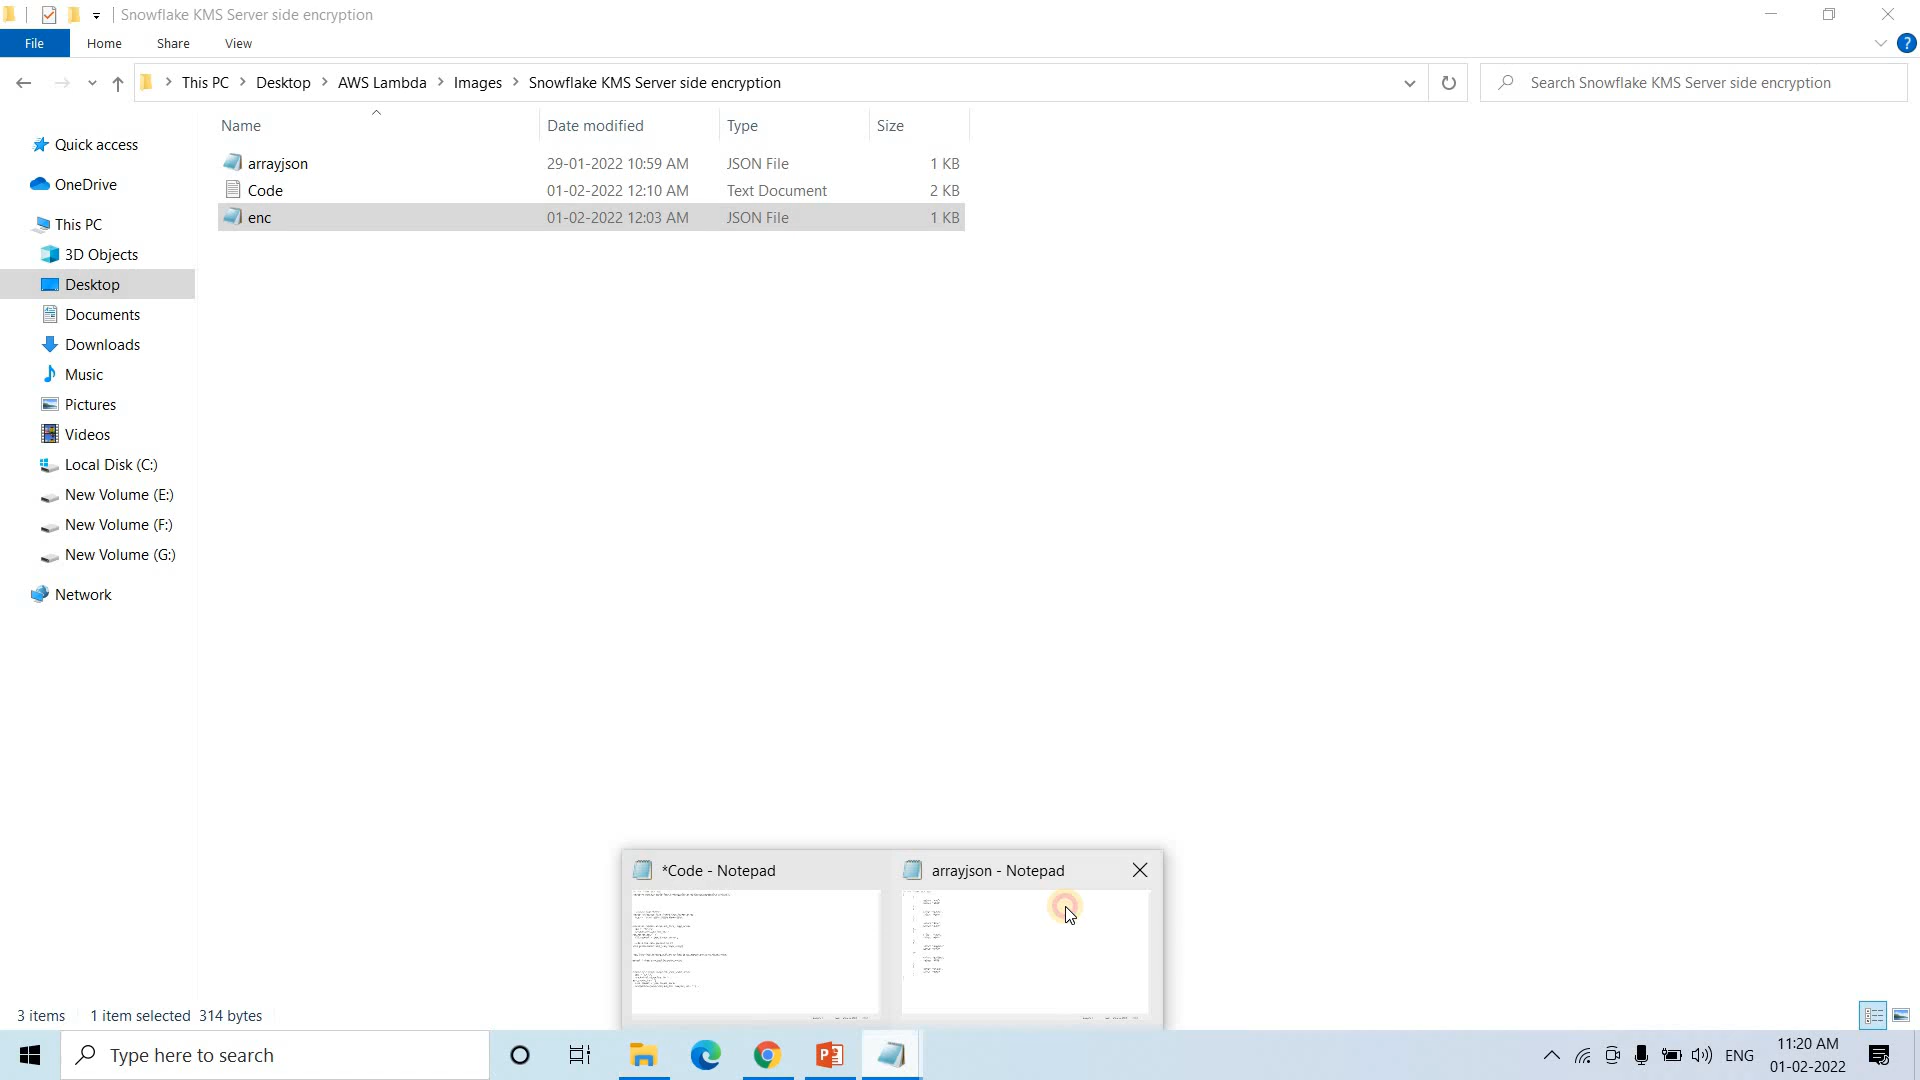 Snowflake KMS Server side encryption
File Home Share View
This PC Desktop AWS Lambda Images Snowflake KMS Server side encryption Search Snowflake KMS Server side encryption
Name Date modified Type Size
arrayjson 29-01-2022 10:59 AM JSON File 1 KB
Code 01-02-2022 12:10 AM Text Document 2 KB
enc 01-02-2022 12:03 AM JSON File 1 KB
Quick access
OneDrive
This PC
3D Objects
Desktop
Documents
Downloads
Music
Pictures
Videos
Local Disk (C:)
New Volume (E:)
New Volume (F:)
New Volume (G:)
Network
*Code - Notepad arrayjson - Notepad
3 items 1 item selected 314 bytes
Type here to search ENG 11:20 AM
01-02-2022